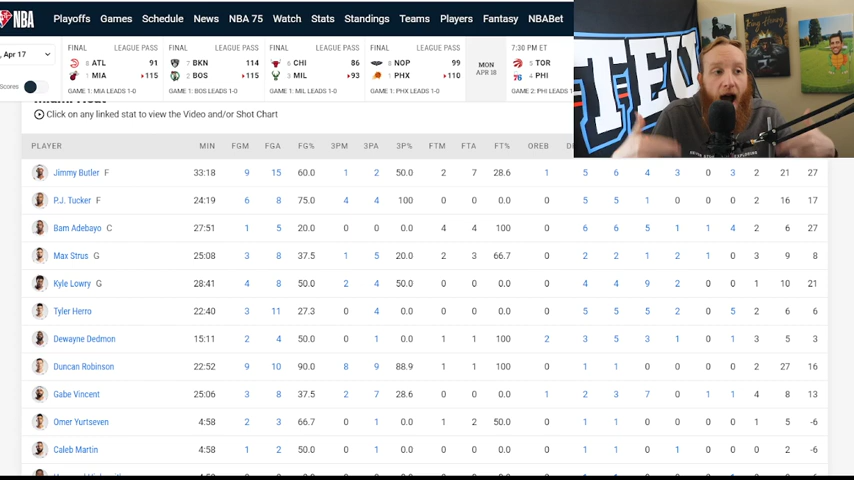 NBA Playoffs Games Schedule News NBA 75 Watch Stats Standings Teams Players Fantasy NBABet
, Apr 17
Scores
FINAL LEAGUE PASS
8 ATL 91
1 MIA 115
GAME 1: MIA LEADS 1-0
FINAL LEAGUE PASS
7 BKN 114
2 BOS 115
GAME 1: BOS LEADS 1-0
FINAL LEAGUE PASS
6 CHI 86
3 MIL 93
GAME 1: MIL LEADS 1-0
FINAL LEAGUE PASS
8 NOP 99
1 PHX 110
GAME 1: PHX LEADS 1-0
MON
APR 18
7:30 PM ET
5 TOR
4 PHI
GAME 2: PHI LEADS
TFU
Click on any linked stat to view the Video and/or Shot Chart
PLAYER MIN FGM FGA FG% 3PM 3PA 3P% FTM FTA FT% OREB
Jimmy Butler F 33:18 9 15 60.0 1 2 50.0 2 7 28.6 1 5 6 4 3 0 3 2 21 27
P.J. Tucker F 24:19 6 8 75.0 4 4 100 0 0 0.0 0 5 5 1 0 0 0 2 16 17
Bam Adebayo C 27:51 1 5 20.0 0 0 0.0 4 4 100 0 6 6 5 1 1 4 2 6 27
Max Strus G 25:08 3 8 37.5 1 5 20.0 2 3 66.7 0 2 2 1 2 1 0 3 9 8
Kyle Lowry G 28:41 4 8 50.0 2 4 50.0 0 0 0.0 0 4 4 9 2 0 0 1 10 21
Tyler Herro 22:40 3 11 27.3 0 4 0.0 0 0 0.0 0 5 5 5 2 0 5 2 6 6
Dewayne Dedmon 15:11 2 4 50.0 0 1 0.0 1 1 100 2 3 5 3 1 0 1 3 5 3
Duncan Robinson 22:52 9 10 90.0 8 9 88.9 1 1 100 0 1 1 0 0 0 0 2 27 16
Gabe Vincent 25:06 3 8 37.5 2 7 28.6 0 0 0.0 1 2 3 7 0 1 1 4 8 13
Omer Yurtseven 4:58 2 3 66.7 0 1 0.0 1 2 50.0 0 1 1 0 0 0 0 1 5 -6
Caleb Martin 4:58 1 2 50.0 0 1 0.0 0 0 0.0 0 1 1 0 1 0 0 0 2 -6